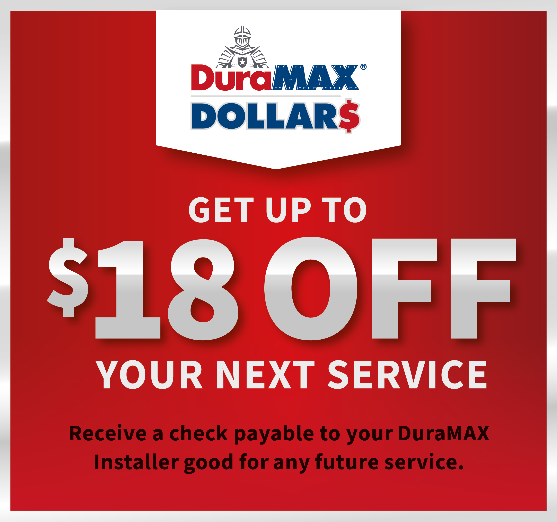 DuraMAX®
DOLLAR$
GET UP TO
$18 OFF
YOUR NEXT SERVICE
Receive a check payable to your DuraMAX
Installer good for any future service.